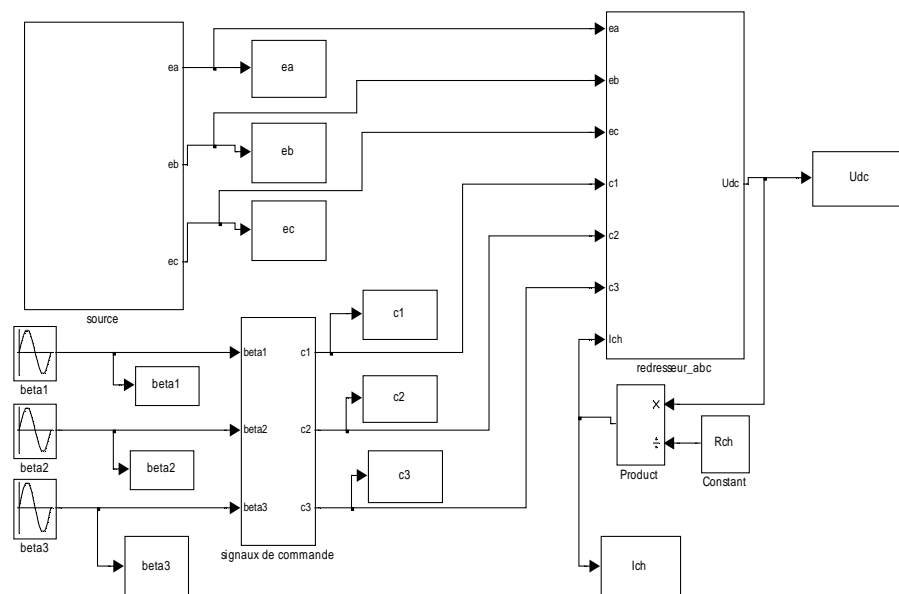 ea
ea
ea
eb
eb
eb
ec
ec
ec
source
c1
c2
c3
Ich
Udc
redresseur_abc
Udc
beta1
beta1
beta1
c1
c1
beta2
beta2
beta2
c2
c2
beta3
beta3
beta3
c3
c3
signaux de commande
X
÷
Product
Rch
Constant
Ich